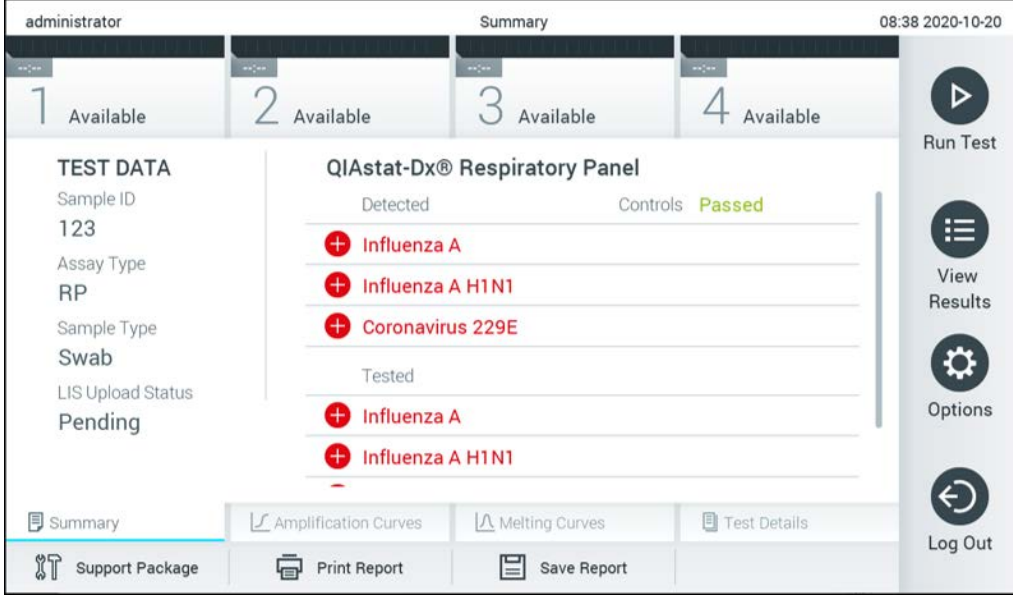 administrator
Summary
08:38 2020-10-20
--:--
1 Available
--:--
2 Available
--:--
3 Available
--:--
4 Available
Run Test
View
Results
Options
Log Out
TEST DATA
Sample ID
123
Assay Type
RP
Sample Type
Swab
LIS Upload Status
Pending
QIAstat-Dx® Respiratory Panel
Detected
Controls Passed
Influenza A
Influenza A H1N1
Coronavirus 229E
Tested
Influenza A
Influenza A H1N1
Summary
Amplification Curves
Melting Curves
Test Details
Support Package
Print Report
Save Report